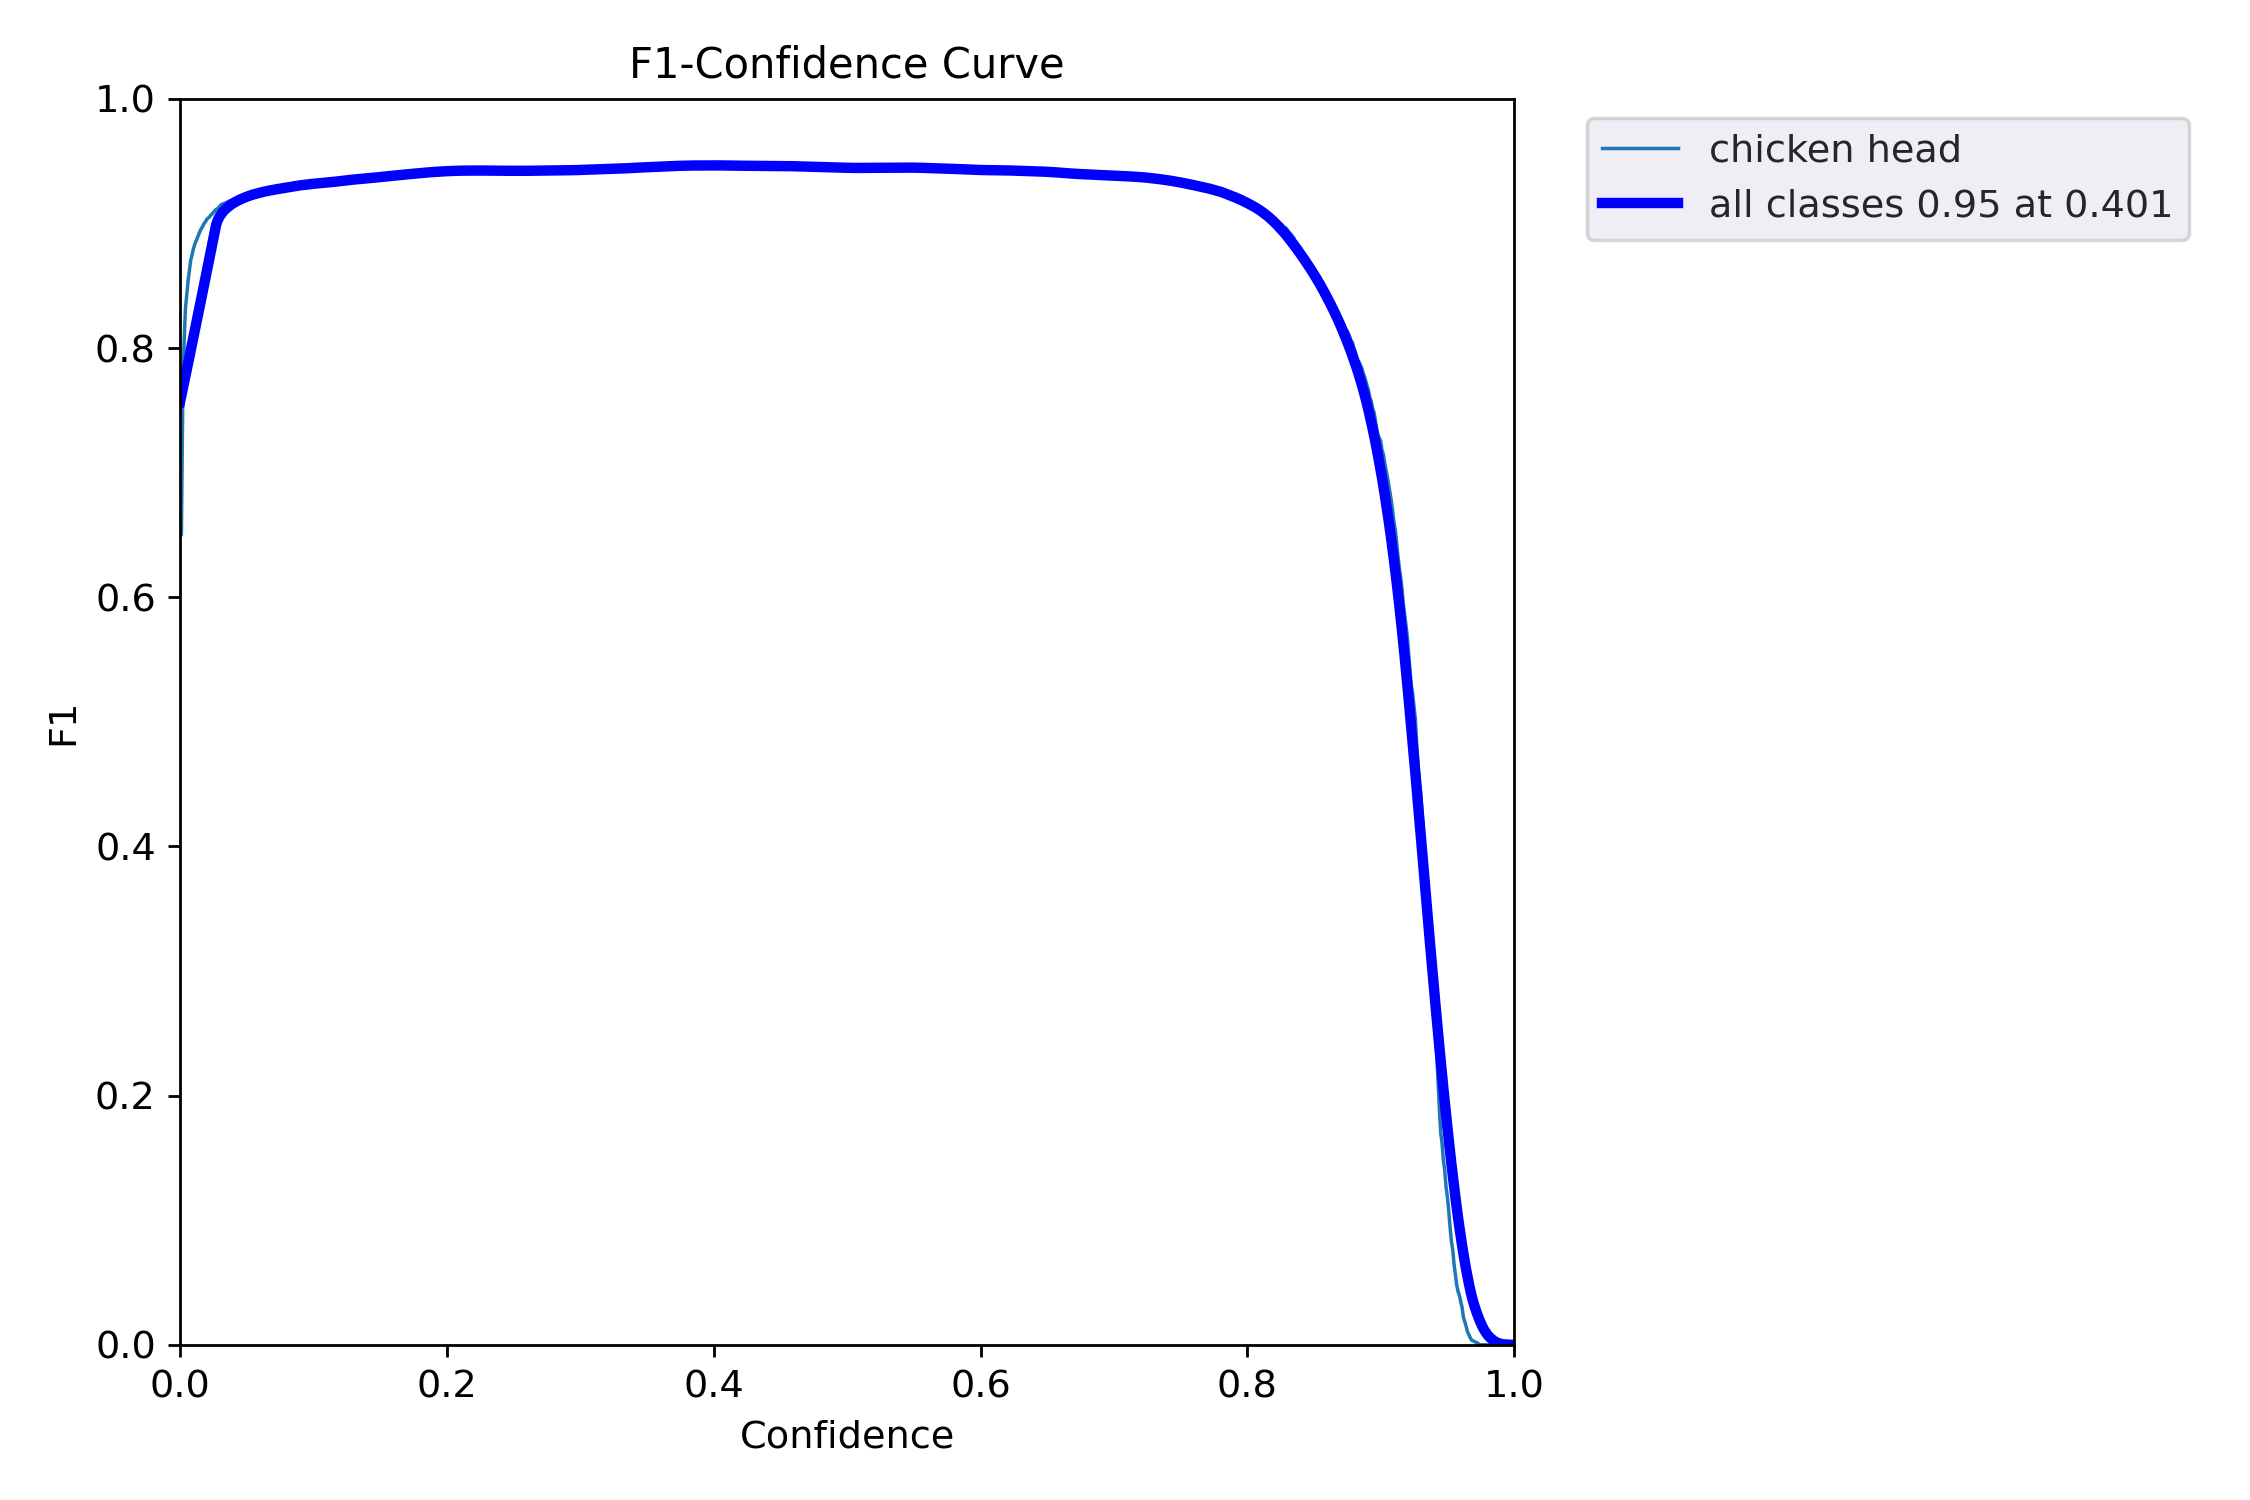 F1-Confidence Curve
chicken head
all classes 0.95 at 0.401
F1
1.0
0.8
0.6
0.4
0.2
0.0
0.0 0.2 0.4 0.6 0.8 1.0
Confidence